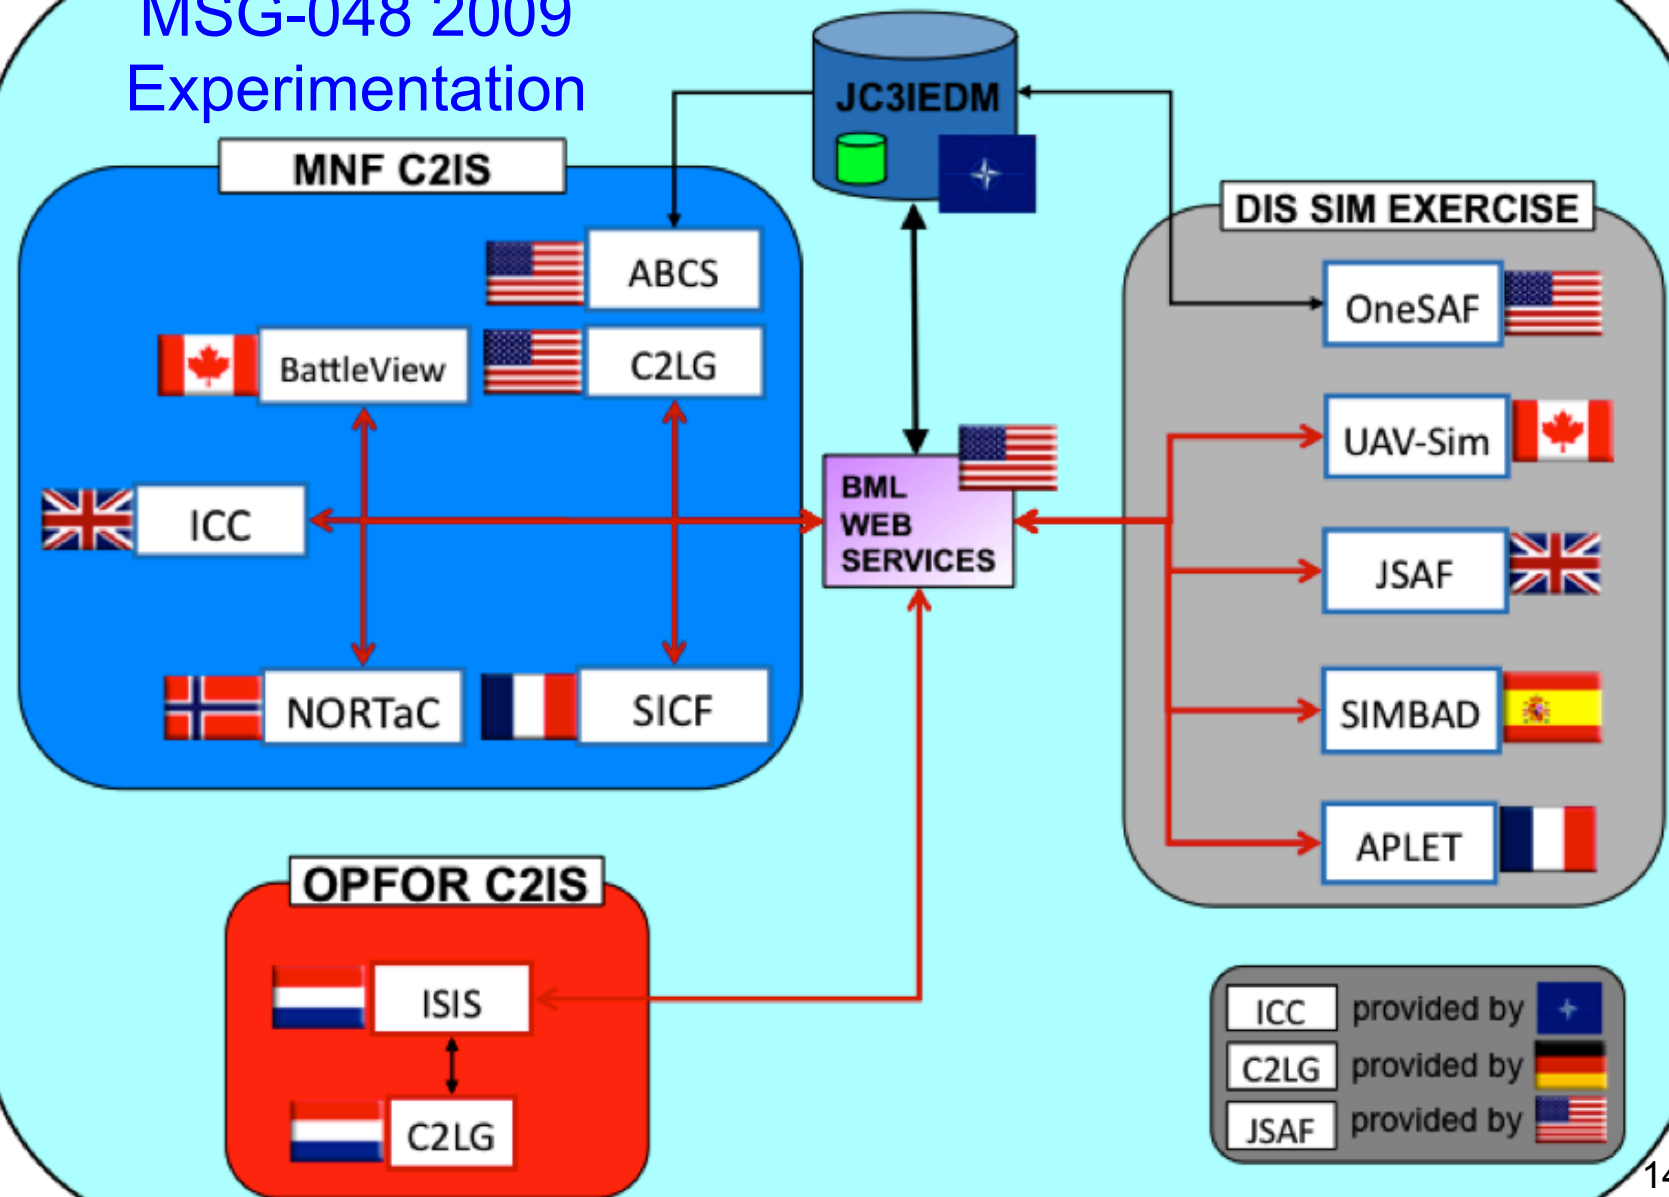 MSG-048 2009
Experimentation
JC3IEDM
MNF C2IS
ABCS
BattleView
C2LG
ICC
NORTaC
SICF
BML
WEB
SERVICES
DIS SIM EXERCISE
OneSAF
UAV-Sim
JSAF
SIMBAD
APLET
OPFOR C2IS
ISIS
C2LG
ICC provided by
C2LG provided by
JSAF provided by
14